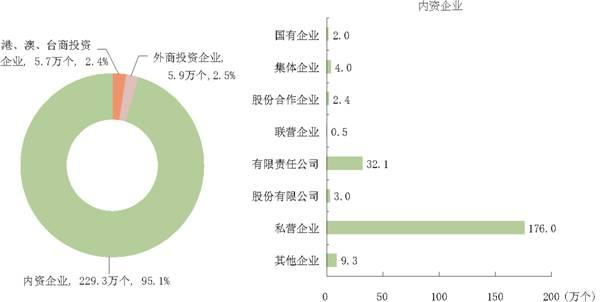 港、澳、台商投资
企业, 5.7万个, 2.4%
外商投资企业,
5.9万个,2.5%
内资企业, 229.3万个, 95.1%
内资企业
国有企业 2.0
集体企业 4.0
股份合作企业 2.4
联营企业 0.5
有限责任公司 32.1
股份有限公司 3.0
私营企业 176.0
其他企业 9.3
0 50 100 150 200 (万个)